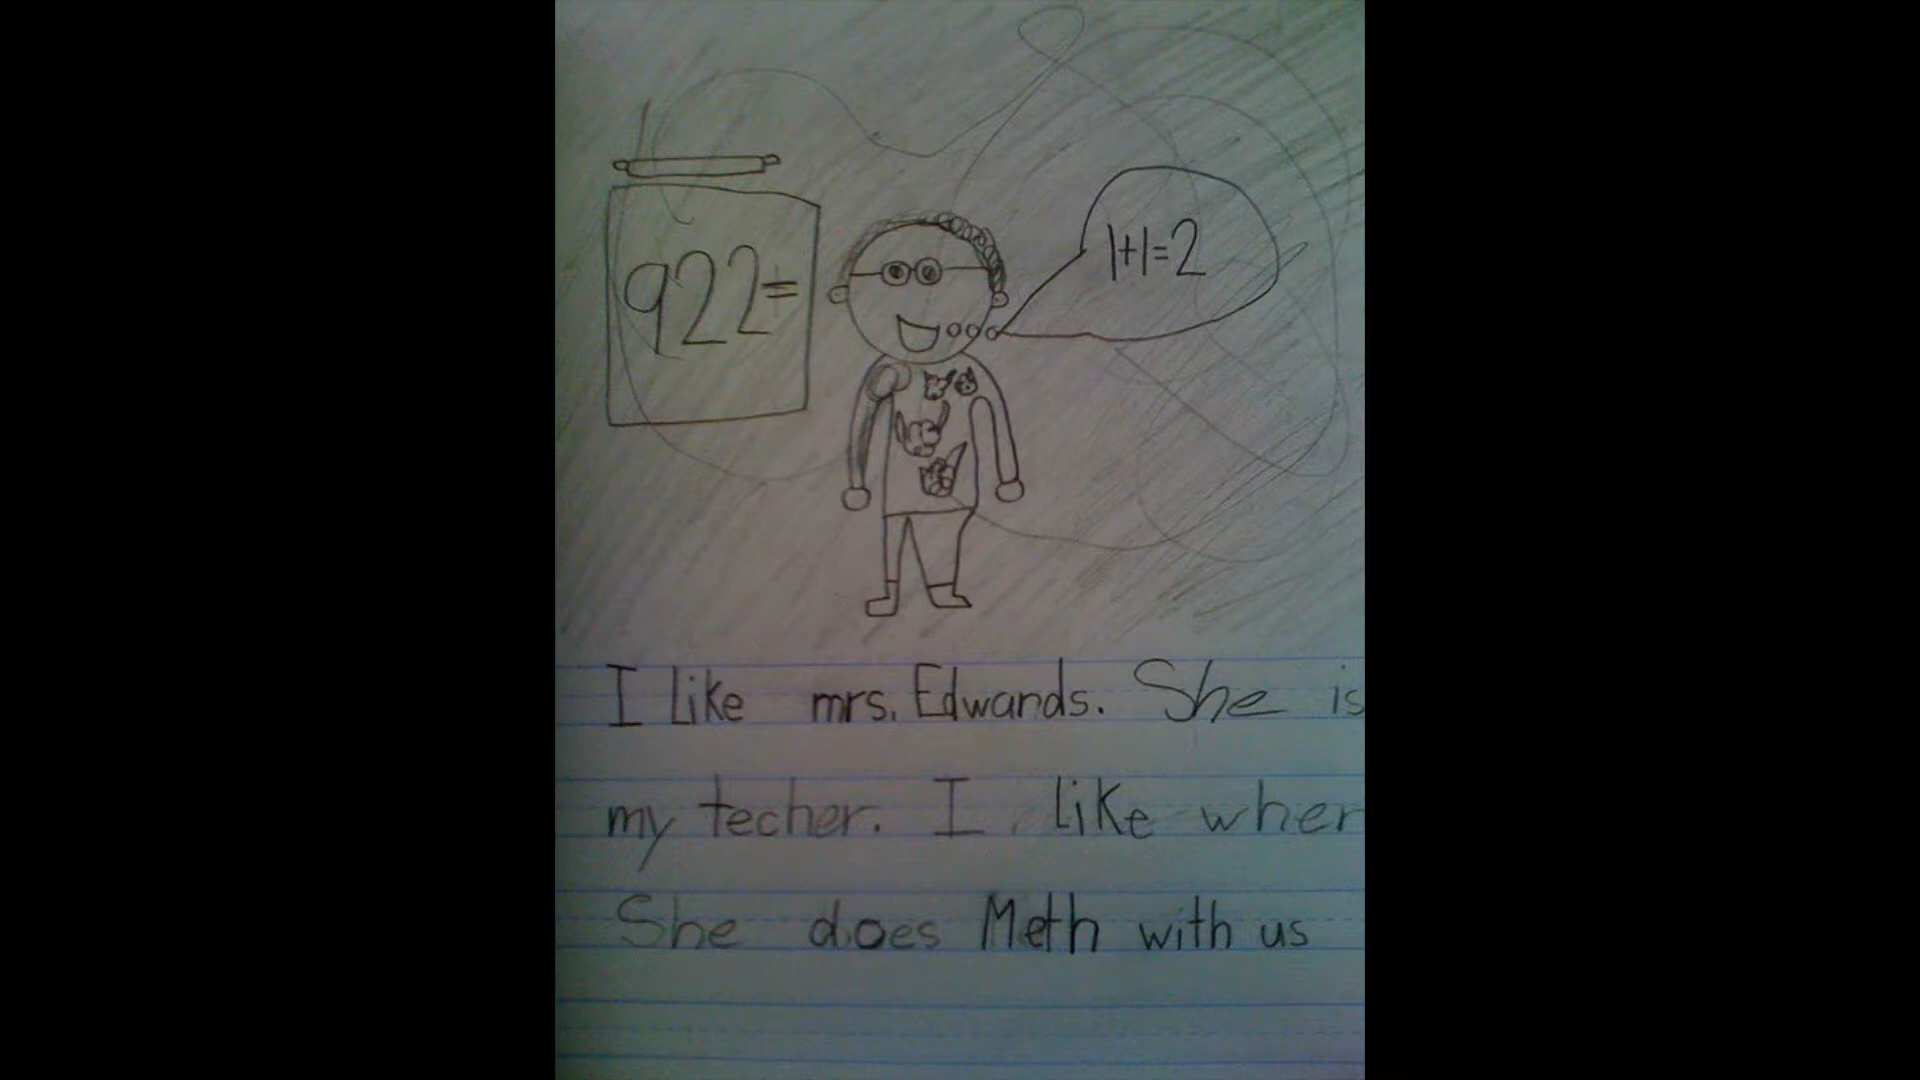 922=
1+1=2
I like mrs. Edwards. She is
my techer. I like when
She does Meth with us